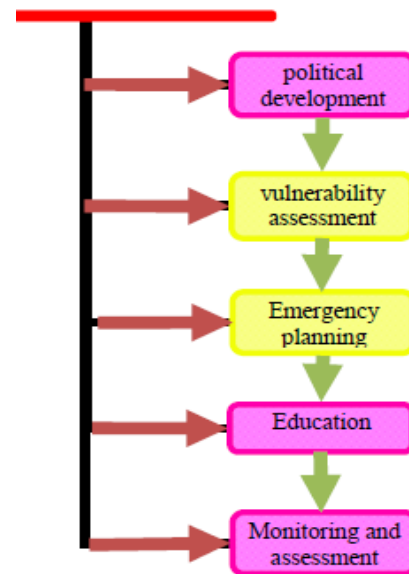 political
development
vulnerability
assessment
Emergency
planning
Education
Monitoring and
assessment